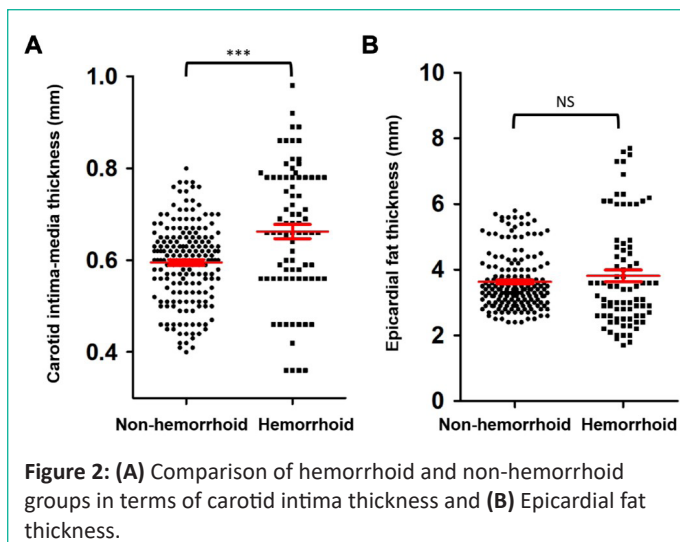 A
***
Carotid intima-media thickness (mm)
1.0
0.8
0.6
0.4
Non-hemorrhoid Hemorrhoid
B
NS
Epicardial fat thickness (mm)
10
8
6
4
2
0
Non-hemorrhoid Hemorrhoid
Figure 2: (A) Comparison of hemorrhoid and non-hemorrhoid
groups in terms of carotid intima thickness and (B) Epicardial fat
thickness.